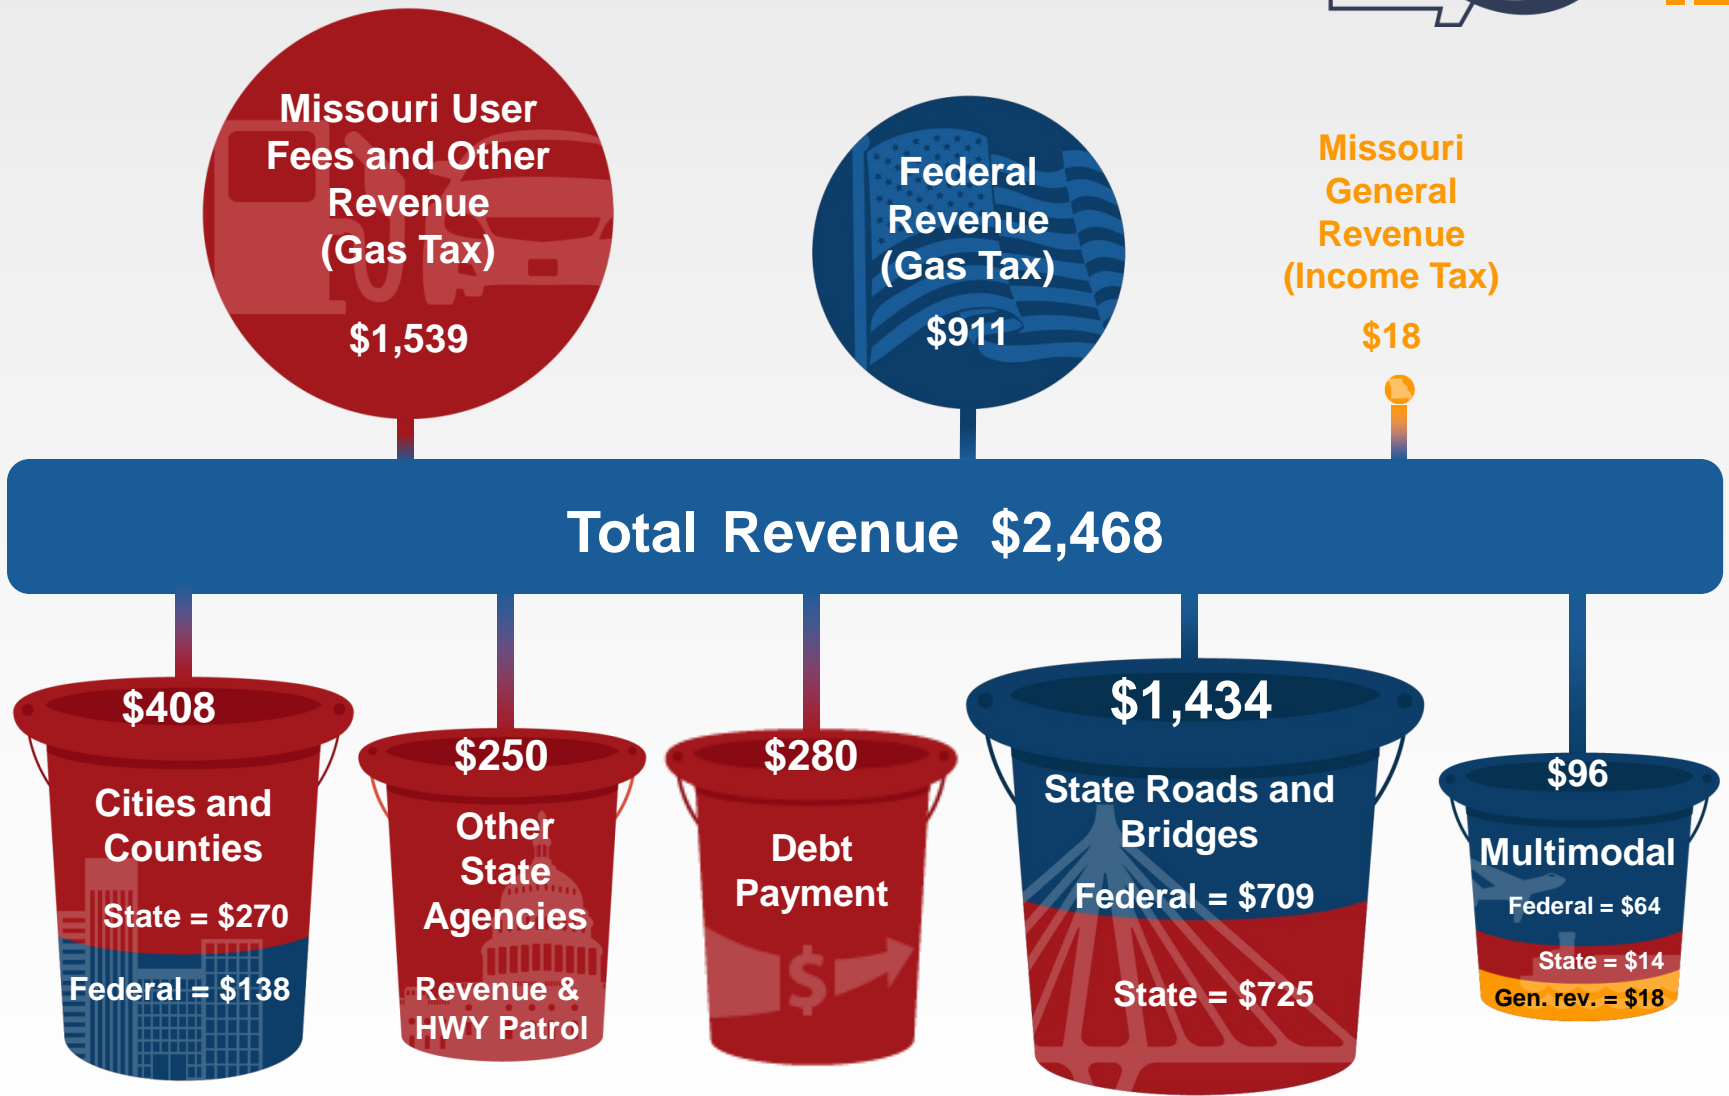 Missouri User
Fees and Other
Revenue
(Gas Tax)
$1,539
Federal
Revenue
(Gas Tax)
$911
Missouri
General
Revenue
(Income Tax)
$18
Total Revenue $2,468
$408
Cities and
Counties
State = $270
Federal = $138
$250
Other
State
Agencies
Revenue &
HWY Patrol
$280
Debt
Payment
$
$1,434
State Roads and
Bridges
Federal = $709
State = $725
$96
Multimodal
Federal = $64
State = $14
Gen. rev. = $18